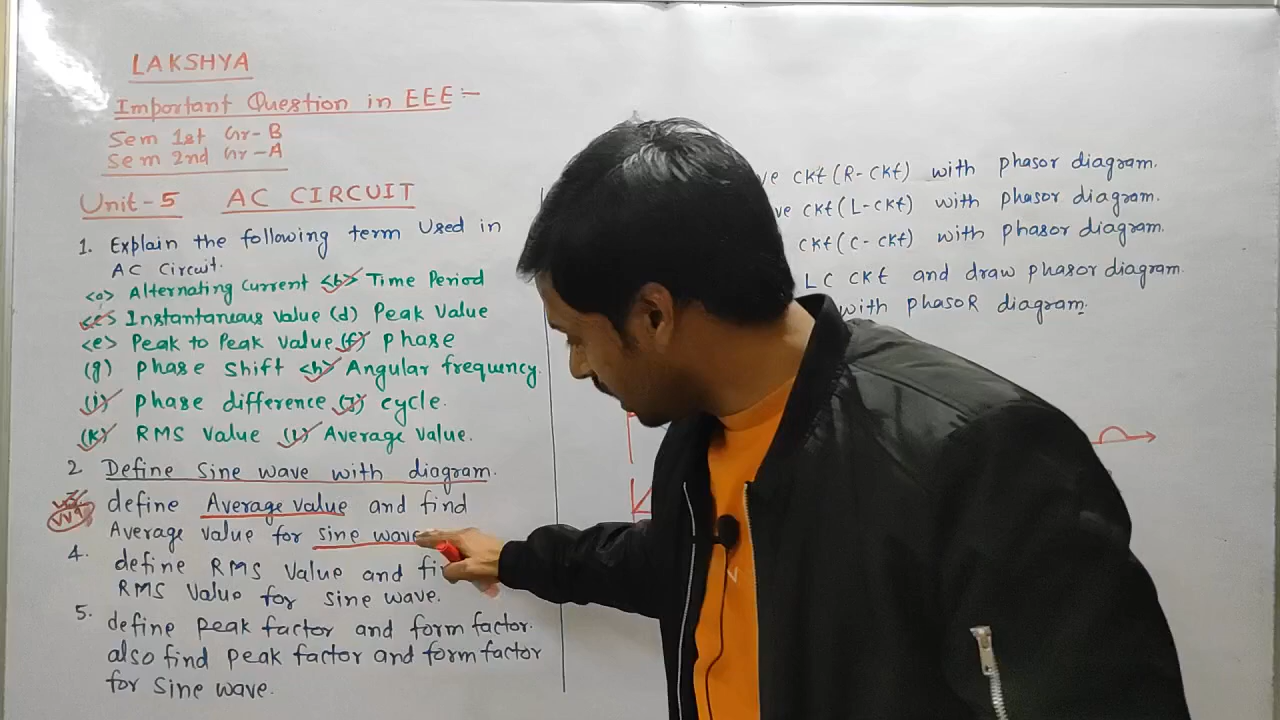 LAKSHYA
Important Question in EEE :-
Sem 1st Gr-B
Sem 2nd Gr-A
Unit-5 AC CIRCUIT
1. Explain the following term Used in
AC Circuit.
<a> Alternating Current <b> Time Period
<c> Instantaneous value (d) Peak Value
<e> Peak to Peak Value (f) phase
(g) phase shift <h> Angular frequency.
(i) phase difference (J) cycle.
(K) RMS Value (l) Average Value.
2. Define Sine wave with diagram.
define Average value and find
Average value for sine wave
4. define RMS Value and
RMS Value for sine wave.
5. define peak factor and form factor.
also find peak factor and form factor
for sine wave.
ckt (R-ckt) with phasor diagram.
ckt (L-ckt) with phasor diagram.
ckt (C-ckt) with phasor diagram.
LC ckt and draw phasor diagram.
with phasoR diagram.